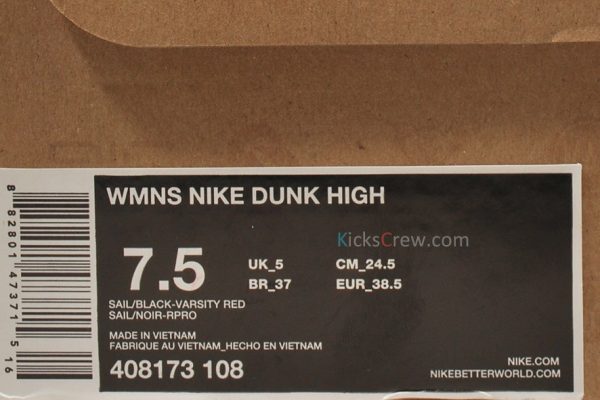 WMNS NIKE DUNK HIGH
KicksCrew.com
7.5
UK_5 CM_24.5
BR_37 EUR_38.5
SAIL/BLACK-VARSITY RED
SAIL/NOIR-RPRO
MADE IN VIETNAM
FABRIQUE AU VIETNAM_HECHO EN VIETNAM
408173 108
NIKE.COM
NIKEBETTERWORLD.COM
8 82801 47371 5 16